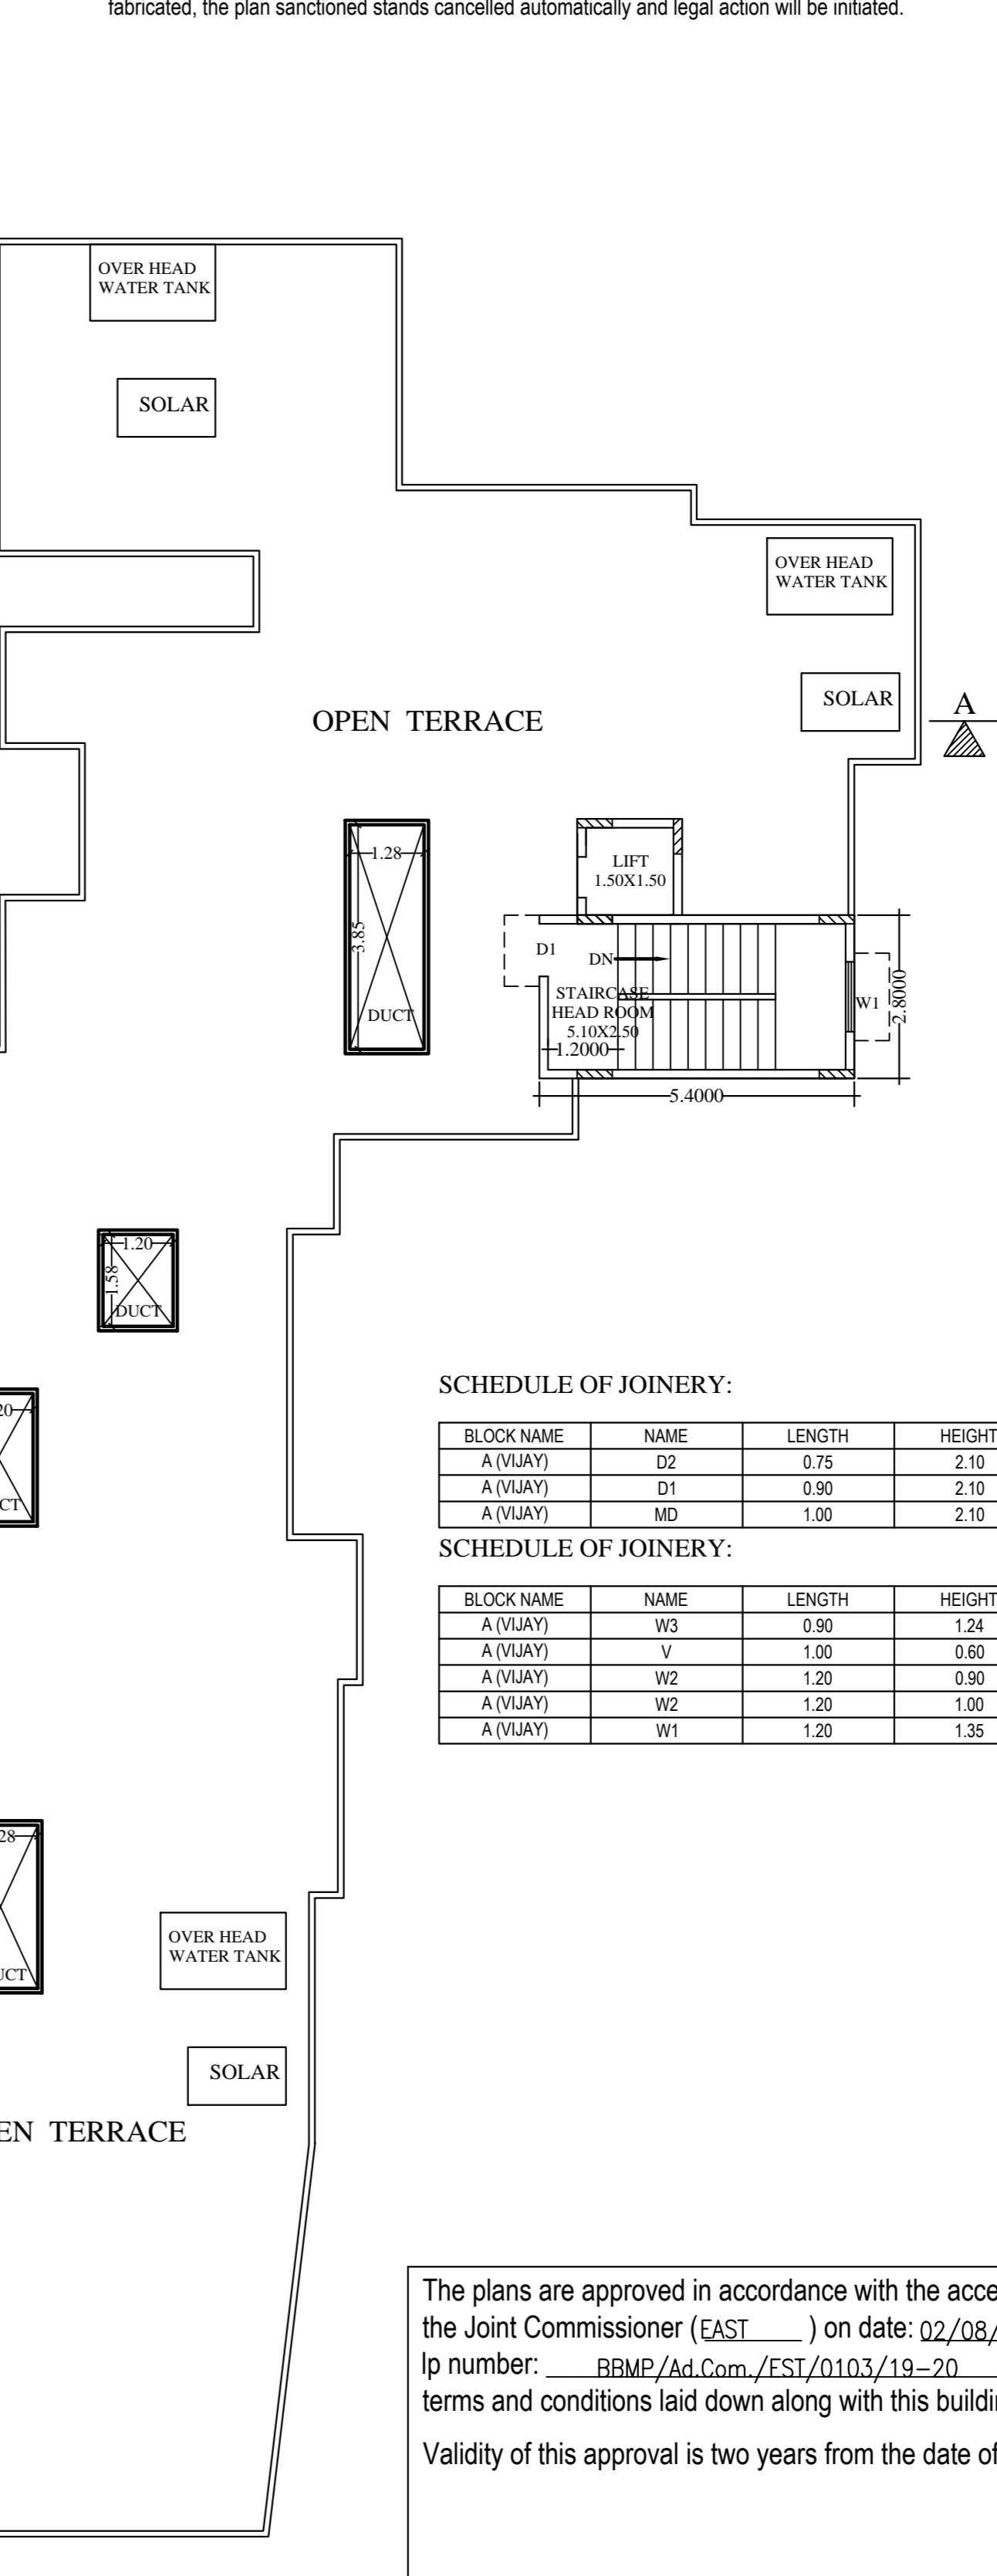 fabricated, the plan sanctioned stands cancelled automatically and legal action will be initiated.
OVER HEAD
WATER TANK
SOLAR
OVER HEAD
WATER TANK
SOLAR
A
OPEN TERRACE
1.28
3.85
DUCT
LIFT
1.50X1.50
D1
DN
STAIRCASE
HEAD ROOM
5.10X2.50
1.2000
W1
2.8000
5.4000
1.20
1.58
DUCT
20
CT
SCHEDULE OF JOINERY:
BLOCK NAME NAME LENGTH HEIGHT
A (VIJAY) D2 0.75 2.10
A (VIJAY) D1 0.90 2.10
A (VIJAY) MD 1.00 2.10
SCHEDULE OF JOINERY:
BLOCK NAME NAME LENGTH HEIGHT
A (VIJAY) W3 0.90 1.24
A (VIJAY) V 1.00 0.60
A (VIJAY) W2 1.20 0.90
A (VIJAY) W2 1.20 1.00
A (VIJAY) W1 1.20 1.35
28
UCT
OVER HEAD
WATER TANK
SOLAR
EN TERRACE
The plans are approved in accordance with the acce
the Joint Commissioner (EAST ) on date: 02/08/
lp number: BBMP/Ad.Com./EST/0103/19-20
terms and conditions laid down along with this buildi
Validity of this approval is two years from the date of